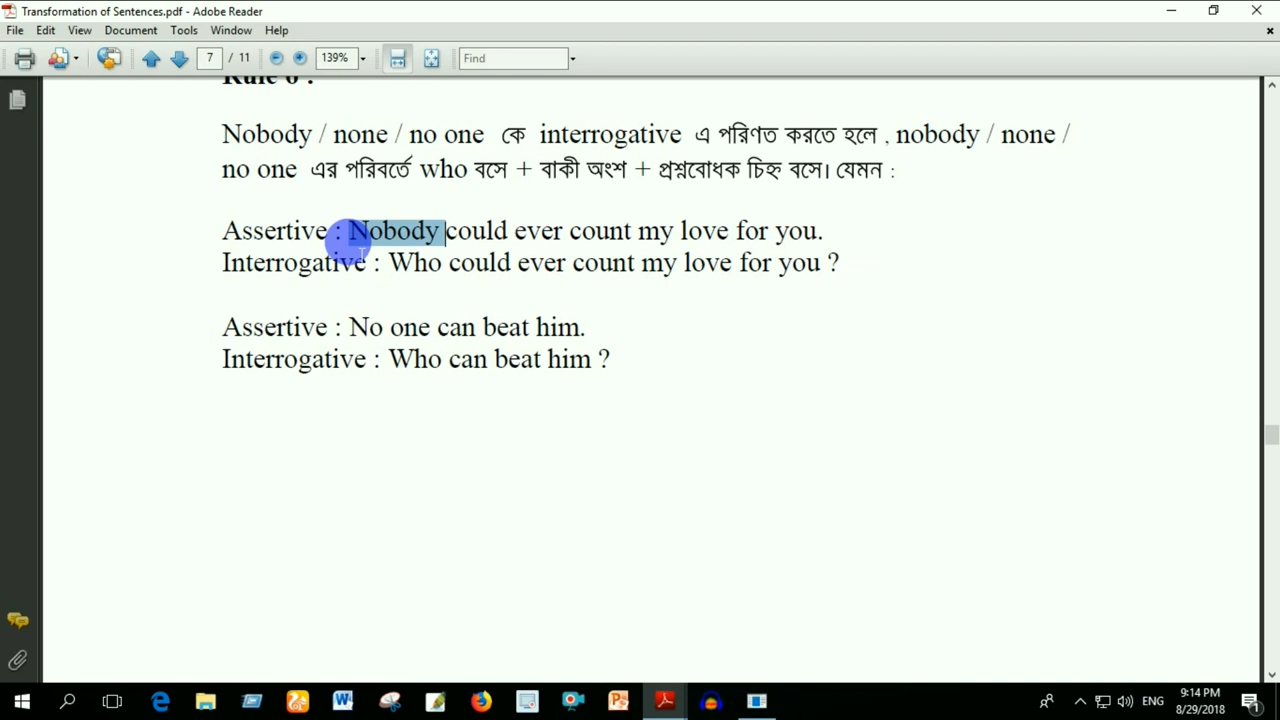 Transformation of Sentences.pdf - Adobe Reader
File Edit View Document Tools Window Help
7 / 11 139% Find
Rule 6 :
Nobody / none / no one কে interrogative এ পরিণত করতে হলে , nobody / none /
no one এর পরিবর্তে who বসে + বাকী অংশ + প্রশ্নবোধক চিহ্ন বসে। যেমন :
Assertive : Nobody could ever count my love for you.
Interrogative : Who could ever count my love for you ?
Assertive : No one can beat him.
Interrogative : Who can beat him ?
ENG
9:14 PM
8/29/2018